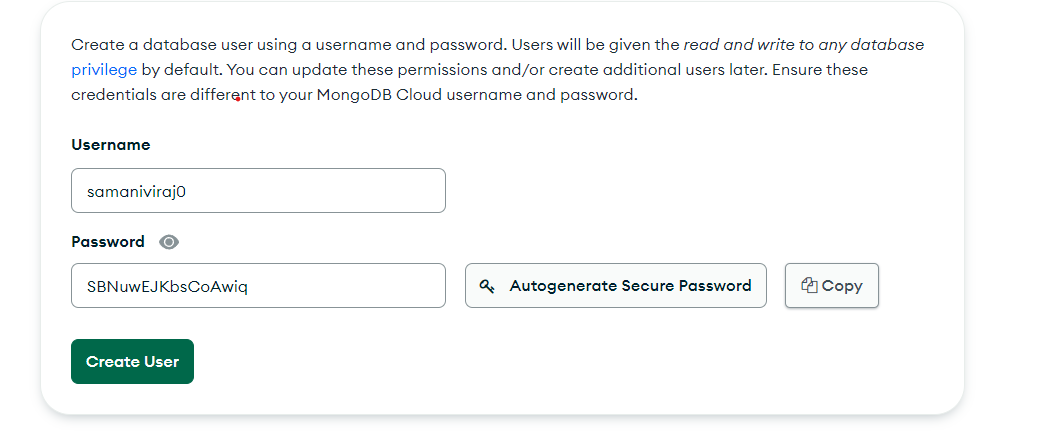 Create a database user using a username and password. Users will be given the read and write to any database
privilege by default. You can update these permissions and/or create additional users later. Ensure these
credentials are different to your MongoDB Cloud username and password.
Username
samaniviraj0
Password
SBNuwEJKbsCoAwiq
Autogenerate Secure Password
Copy
Create User